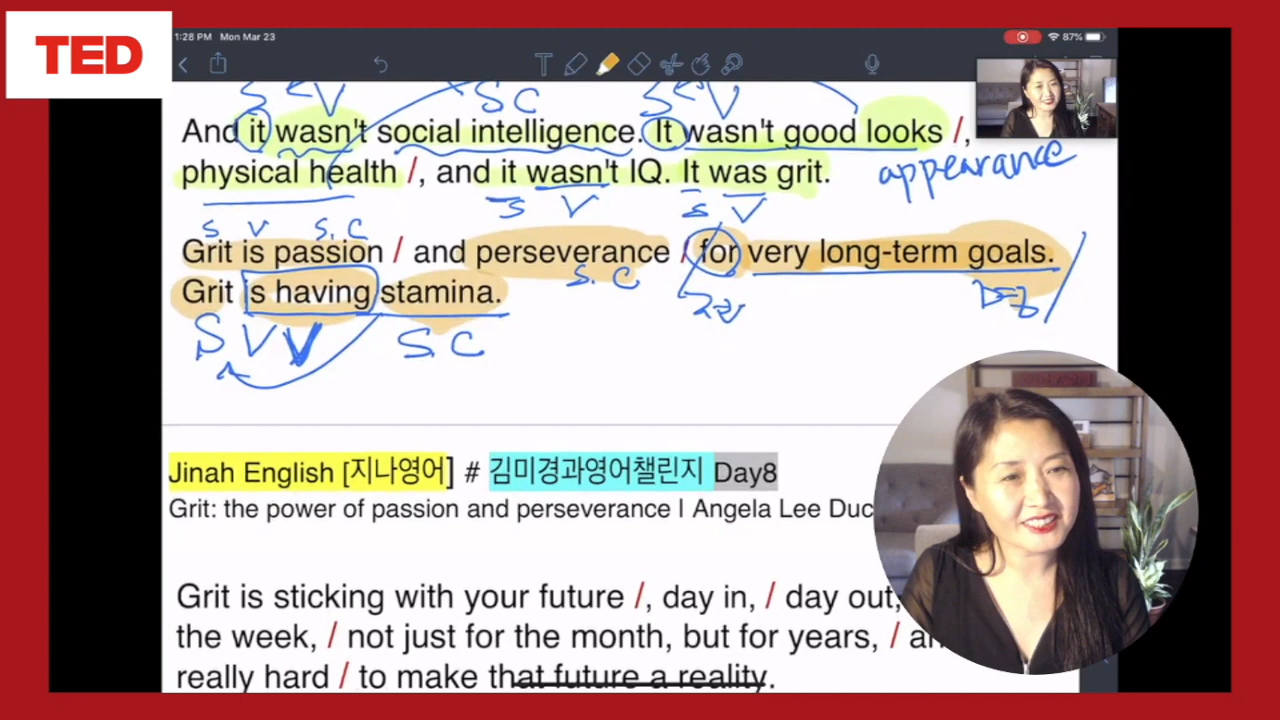 TED
1:28 PM Mon Mar 23
87%
S V
S C
S V
And it wasn't social intelligence. It wasn't good looks /,
appearance
physical health /, and it wasn't IQ. It was grit.
S V
S V
S V S. C
Grit is passion / and perseverance / for very long-term goals.
S. C
Grit is having stamina.
S V V S. C
Jinah English [지나영어] # 김미경과영어챌린지 Day8
Grit: the power of passion and perseverance I Angela Lee Duc
Grit is sticking with your future /, day in, / day out,
the week, / not just for the month, but for years, /
really hard / to make that future a reality.